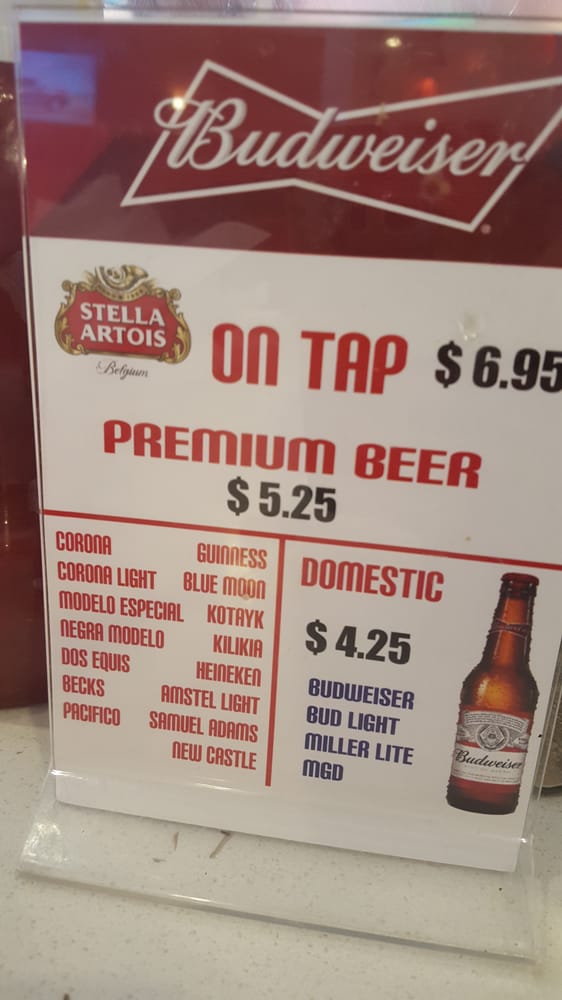 Budweiser
STELLA
ARTOIS
Belgium
ON TAP $6.95
PREMIUM BEER
$5.25
CORONA
CORONA LIGHT
MODELO ESPECIAL
NEGRA MODELO
DOS EQUIS
BECKS
PACIFICO
GUINNESS
BLUE MOON
KOTAYK
KILIKIA
HEINEKEN
AMSTEL LIGHT
SAMUEL ADAMS
NEW CASTLE
DOMESTIC
$4.25
BUDWEISER
BUD LIGHT
MILLER LITE
MGD
Budweiser